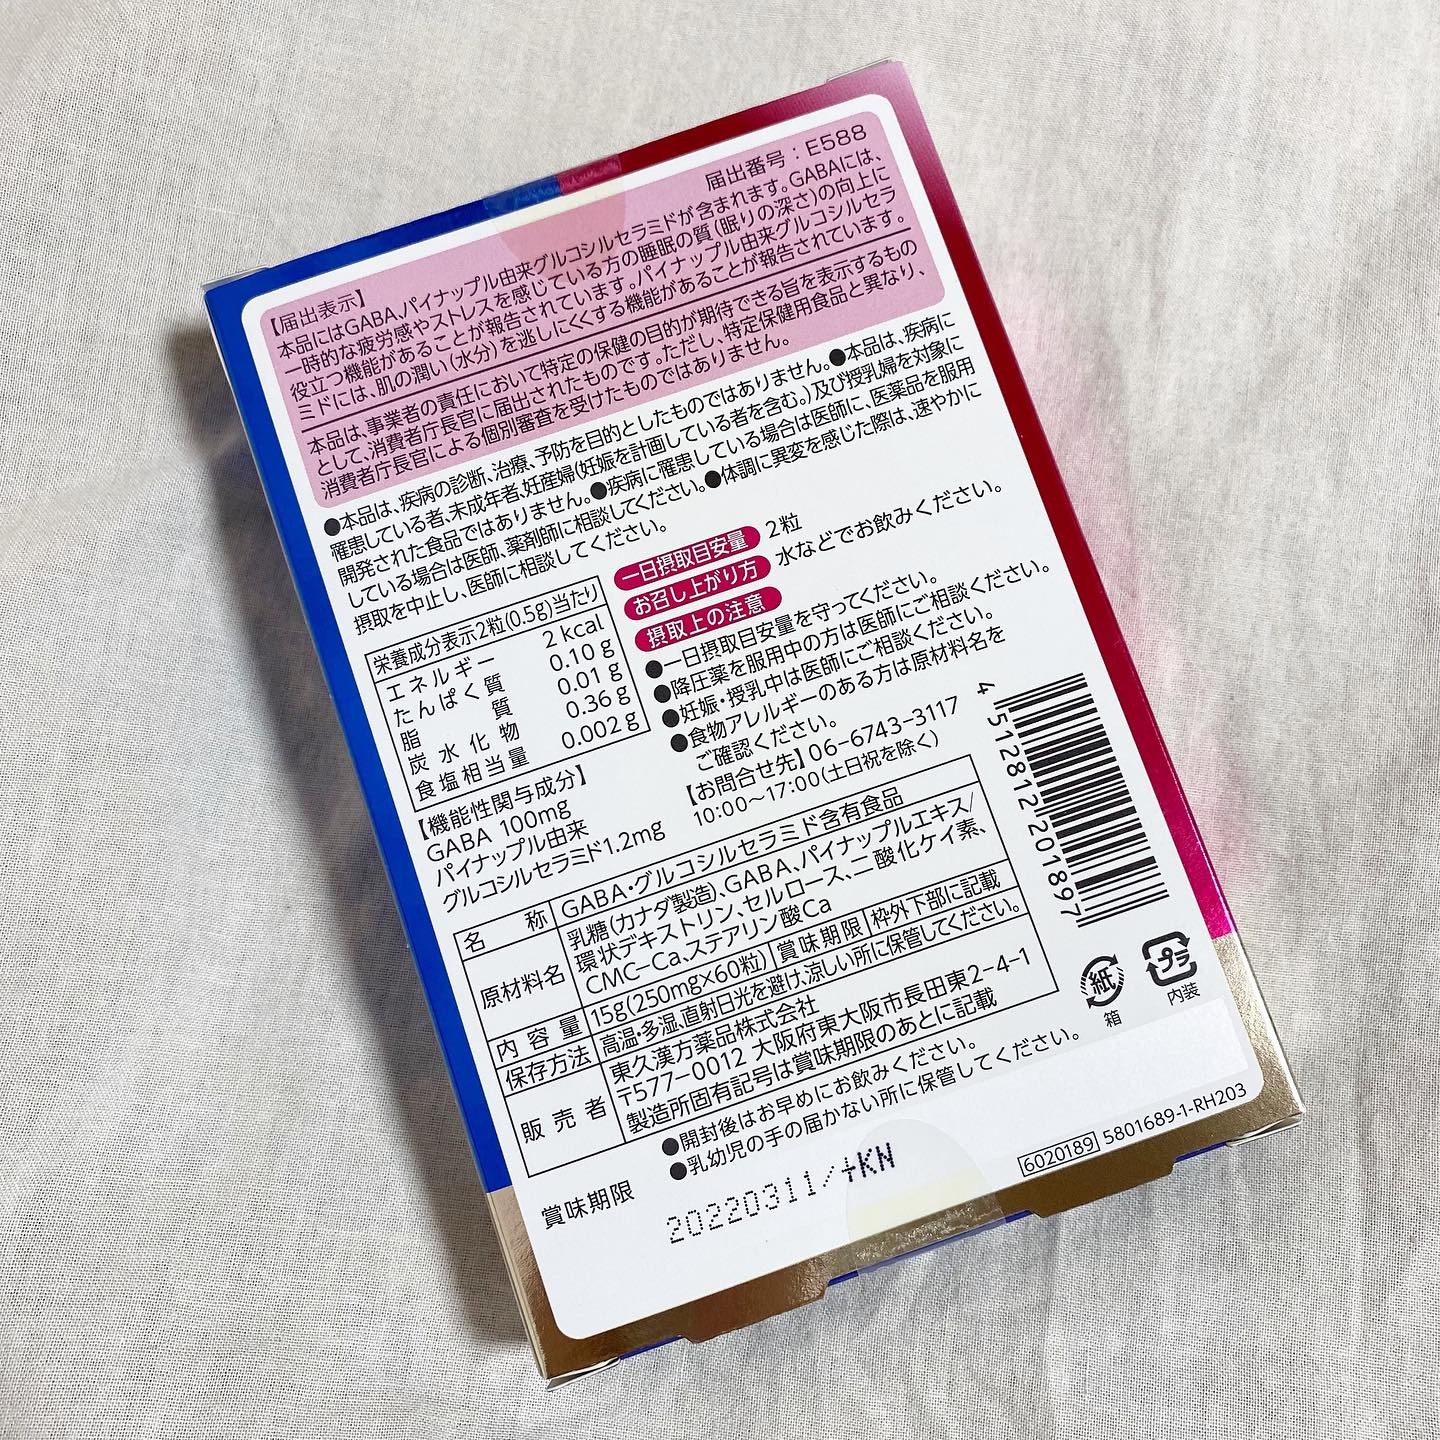 届出番号：E588
【届出表示】
本品にはGABA、パイナップル由来グルコシルセラミドが含まれます。GABAには、
一時的な疲労感やストレスを感じている方の睡眠の質（眠りの深さ）の向上に
役立つ機能があることが報告されています。パイナップル由来グルコシルセラ
ミドには、肌の潤い（水分）を逃しにくくする機能があることが報告されています。
本品は、事業者の責任において特定の保健の目的が期待できる旨を表示するもの
として、消費者庁長官に届出されたものです。ただし、特定保健用食品と異なり、
消費者庁長官による個別審査を受けたものではありません。
●本品は、疾病の診断、治療、予防を目的としたものではありません。●本品は、疾病に
罹患している者、未成年者、妊産婦（妊娠を計画している者を含む。）及び授乳婦を対象に
開発された食品ではありません。●疾病に罹患している場合は医師に、医薬品を服用
している場合は医師、薬剤師に相談してください。●体調に異変を感じた際は、速やかに
摂取を中止し、医師に相談してください。
栄養成分表示2粒(0.5g)当たり
エネルギー 2 kcal
たんぱく質 0.10 g
脂質 0.01 g
炭水化物 0.36 g
食塩相当量 0.002 g
【機能性関与成分】
GABA 100mg
パイナップル由来
グルコシルセラミド1.2mg
一日摂取目安量 2粒
お召し上がり方 水などでお飲みください。
摂取上の注意
●一日摂取目安量を守ってください。
●降圧薬を服用中の方は医師にご相談ください。
●妊娠・授乳中は医師にご相談ください。
●食物アレルギーのある方は原材料名を
ご確認ください。
【お問合せ先】06-6743-3117
10:00～17:00（土日祝を除く）
名称 GABA・グルコシルセラミド含有食品
原材料名 乳糖（カナダ製造）、GABA、パイナップルエキス/
環状デキストリン、セルロース、二酸化ケイ素、
CMC-Ca、ステアリン酸Ca
内容量 15g(250mg×60粒) 賞味期限 枠外下部に記載
保存方法 高温・多湿、直射日光を避け、涼しい所に保管してください。
販売者 東久漢方薬品株式会社
〒577-0012 大阪府東大阪市長田東2-4-1
製造所固有記号は賞味期限のあとに記載
●開封後はお早めにお飲みください。
●乳幼児の手の届かない所に保管してください。
賞味期限
20220311/+KN
4 512812 201897
紙
箱
プラ
内装
6020189 5801689-1-RH203